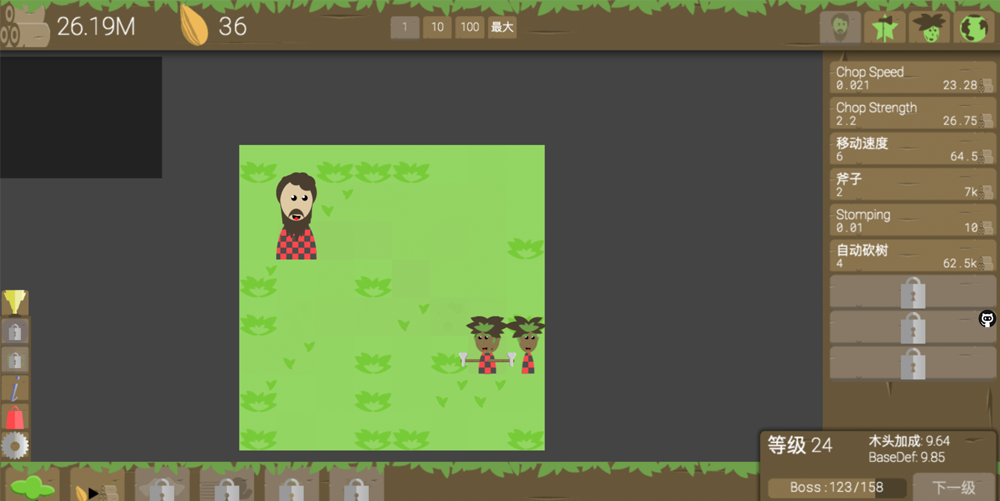 26.19M
36
1 10 100 最大
Chop Speed
0.021 23.28
Chop Strength
2.2 26.75
移动速度
6 64.5
斧子
2 7k
Stomping
0.01 10
自动砍树
4 62.5k
等级 24
木头加成: 9.64
BaseDef: 9.85
Boss : 123/158
下一级